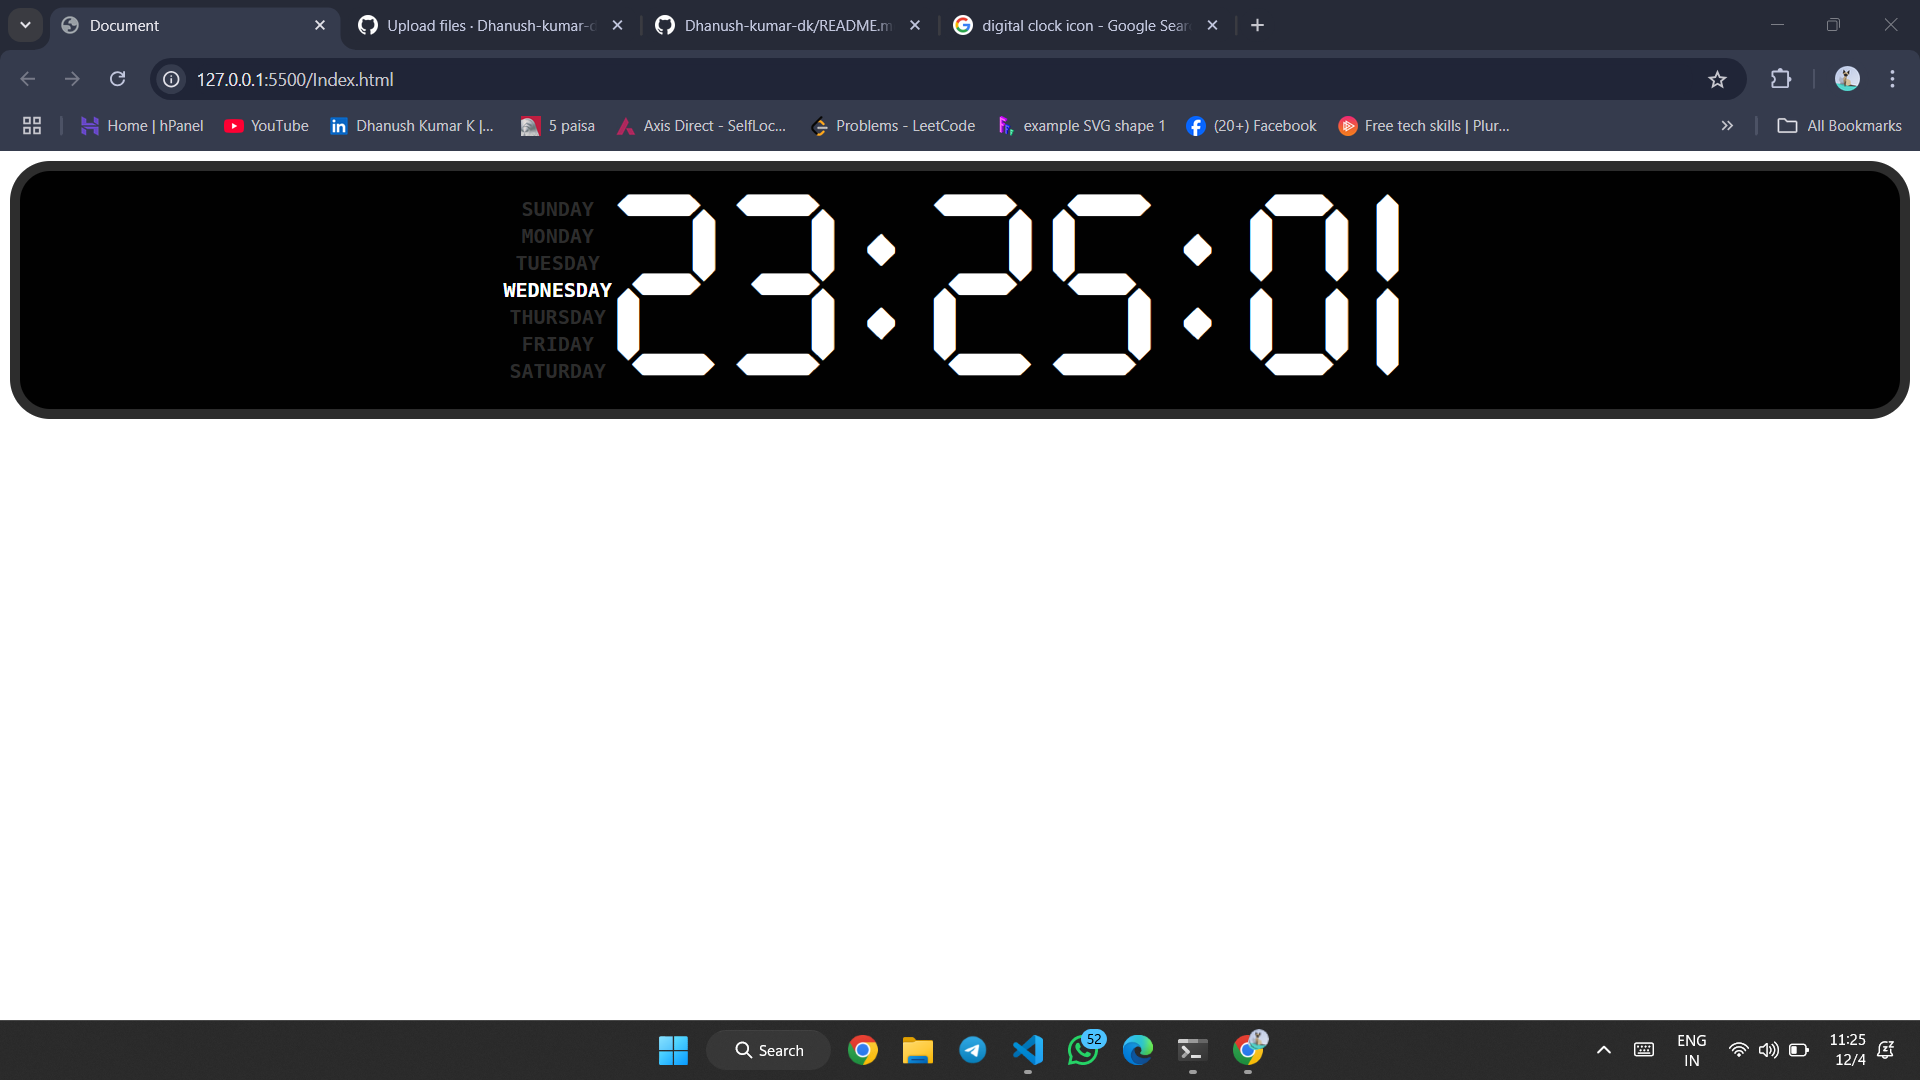 Document
Upload files · Dhanush-kumar-d
Dhanush-kumar-dk/README.m
digital clock icon - Google Sear
127.0.0.1:5500/Index.html
Home | hPanel
YouTube
Dhanush Kumar K |...
5 paisa
Axis Direct - SelfLoc...
Problems - LeetCode
example SVG shape 1
(20+) Facebook
Free tech skills | Plur...
All Bookmarks
SUNDAY
MONDAY
TUESDAY
WEDNESDAY
THURSDAY
FRIDAY
SATURDAY
23:25:01
Search
52
ENG
IN
11:25
12/4